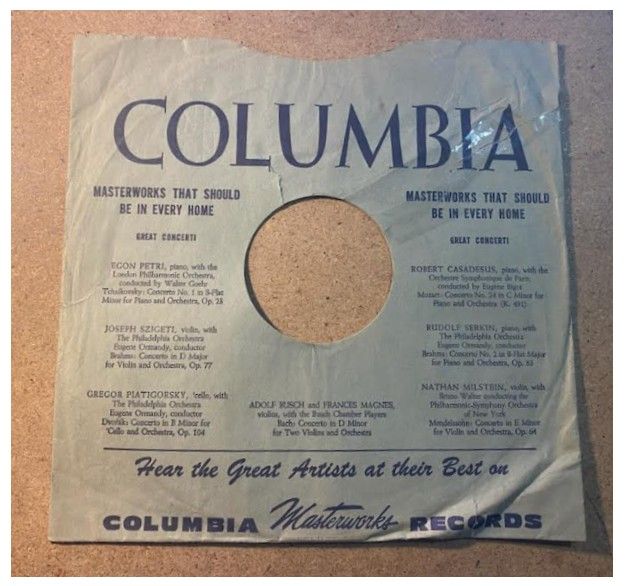 COLUMBIA
MASTERWORKS THAT SHOULD
BE IN EVERY HOME
GREAT CONCERTI
EGON PETRI, piano, with the
London Philharmonic Orchestra,
conducted by Walter Goehr
Tchaikovsky: Concerto No. 1 in B-Flat
Minor for Piano and Orchestra, Op. 23
JOSEPH SZIGETI, violin, with
The Philadelphia Orchestra
Eugene Ormandy, conductor
Brahms: Concerto in D Major
for Violin and Orchestra, Op. 77
GREGOR PIATIGORSKY, 'cello, with
The Philadelphia Orchestra
Eugene Ormandy, conductor
Dvořák: Concerto in B Minor for
'Cello and Orchestra, Op. 104
ADOLF BUSCH and FRANCES MAGNES,
violins, with the Busch Chamber Players
Bach: Concerto in D Minor
for Two Violins and Orchestra
MASTERWORKS THAT SHOULD
BE IN EVERY HOME
GREAT CONCERTI
ROBERT CASADESUS, piano, with the
Orchestre Symphonique de Paris,
conducted by Eugene Bigot
Mozart: Concerto No. 24 in C Minor for
Piano and Orchestra (K. 491)
RUDOLF SERKIN, piano, with
The Philadelphia Orchestra
Eugene Ormandy, conductor
Brahms: Concerto No. 2 in B-Flat Major
for Piano and Orchestra, Op. 83
NATHAN MILSTEIN, violin, with
Bruno Walter conducting the
Philharmonic-Symphony Orchestra
of New York
Mendelssohn: Concerto in E Minor
for Violin and Orchestra, Op. 64
Hear the Great Artists at their Best on
COLUMBIA Masterworks RECORDS